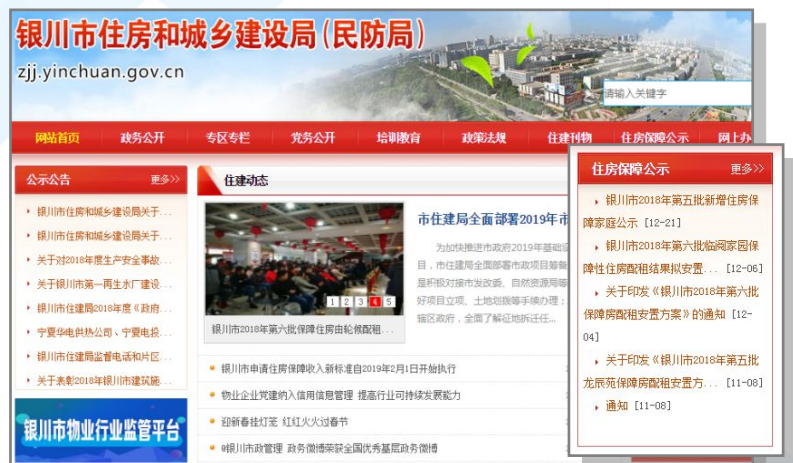 银川市住房和城乡建设局(民防局)
zjj.yinchuan.gov.cn
请输入关键字
网站首页 政务公开 专区专栏 党务公开 培训教育 政策法规 住建刊物 住房保障公示 网上办
公示公告 更多>>
银川市住房和城乡建设局关于...
银川市住房和城乡建设局关于...
关于对2018年度生产安全事故...
关于银川市第一再生水厂建设...
银川市住建局2018年度《政府...
宁夏华电供热公司、宁夏电投...
银川市住建局监督电话和片区...
关于表彰2018年银川市建筑施...
银川市物业行业监管平台
住建动态
1 2 3 4 5
银川市2018年第六批保障住房由轮候配租...
市住建局全面部署2019年市
为加快推进市政府2019年基础设
目，市住建局全面部署市政项目筹备
是积极对接市发改委、自然资源局等
好项目立项、土地划拨等手续办理；
辖区政府，全面了解征地拆迁任...
银川市申请住房保障收入新标准自2019年2月1日开始执行
物业企业党建纳入信用信息管理 提高行业可持续发展能力
迎新春挂灯笼 红红火火过春节
@银川市政管理 政务微博荣获全国优秀基层政务微博
住房保障公示 更多>>
银川市2018年第五批新增住房保
障家庭公示 [12-21]
银川市2018年第六批临阅家园保
障性住房配租结果拟安置... [12-06]
关于印发《银川市2018年第六批
保障房配租安置方案》的通知 [12-
04]
关于印发《银川市2018年第五批
龙辰苑保障房配租安置方... [11-08]
通知 [11-08]